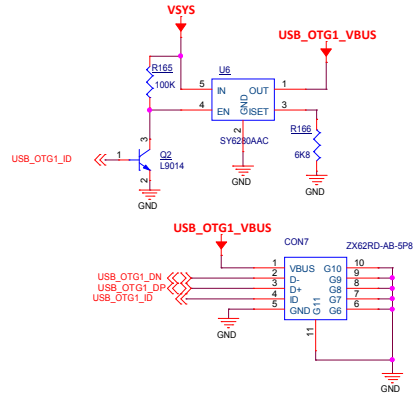 VSYS
USB_OTG1_VBUS
R165
100K
U6
5 IN OUT 1
4 EN ISET 3
GND
2
SY6280AAC
R166
6K8
GND
GND
3
USB_OTG1_ID 1
Q2
L9014
2
GND
USB_OTG1_VBUS
CON7 ZX62RD-AB-5P8
1 VBUS G10 10
USB_OTG1_DN 2 D- G9 9
USB_OTG1_DP 3 D+ G8 8
USB_OTG1_ID 4 ID G7 7
5 GND G6 6
G11
GND
11
GND